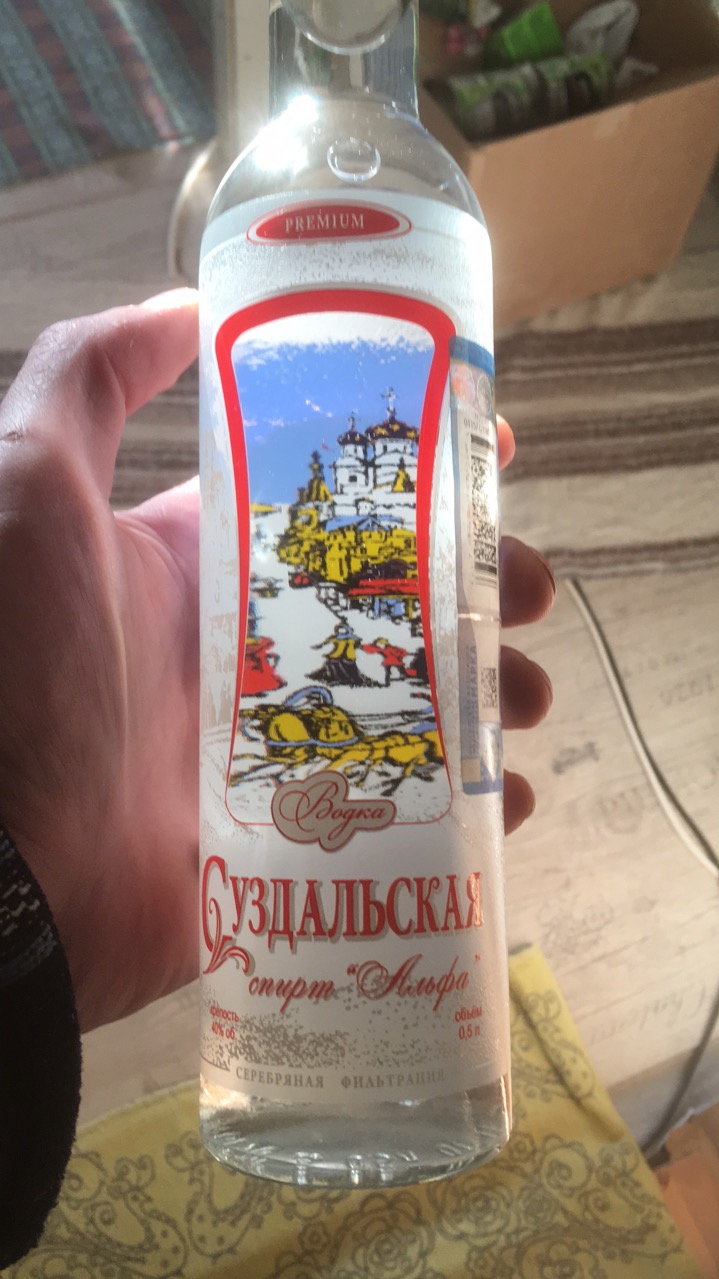 PREMIUM
Водка
СУЗДАЛЬСКАЯ
спирт "Альфа"
крепость
40% об.
объём
0,5 л
СЕРЕБРЯНАЯ ФИЛЬТРАЦИЯ